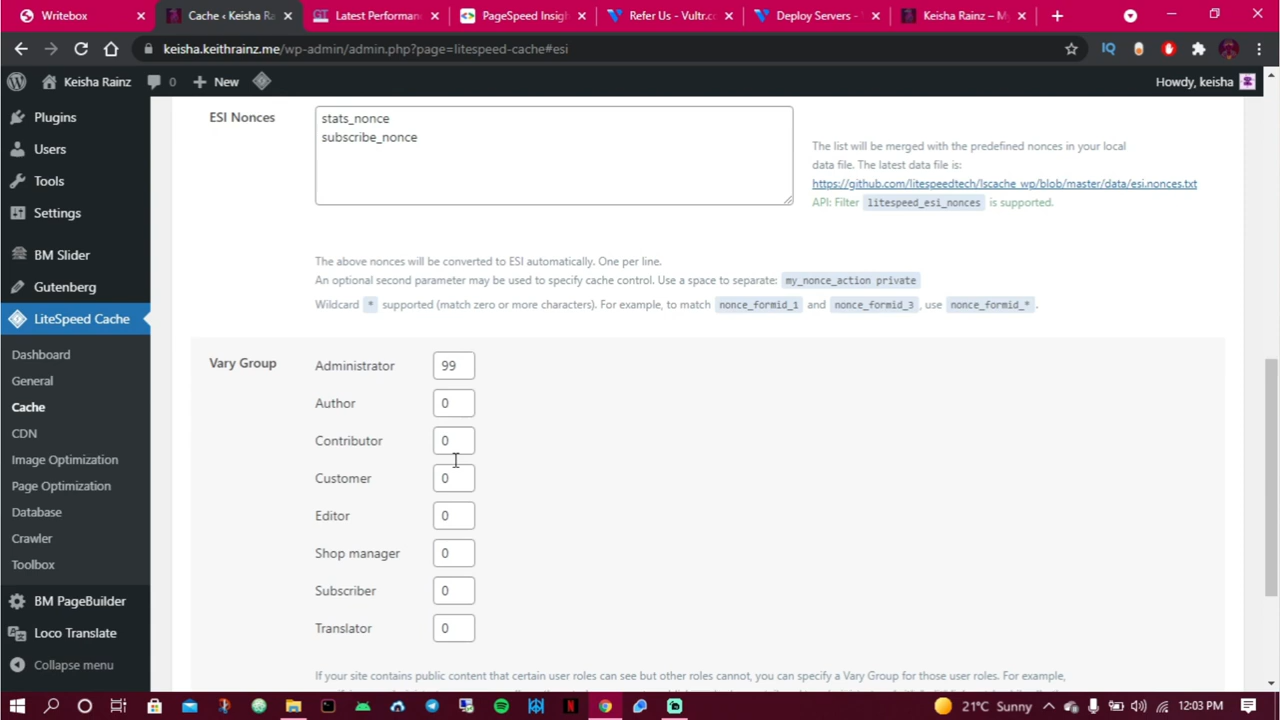 Writebox
Cache ‹ Keisha Ra
Latest Performan
PageSpeed Insigh
Refer Us - Vultr.c
Deploy Servers -
Keisha Rainz – M
keisha.keithrainz.me/wp-admin/admin.php?page=litespeed-cache#esi
IQ
Keisha Rainz
0
New
Howdy, keisha
Plugins
Users
Tools
Settings
BM Slider
Gutenberg
LiteSpeed Cache
Dashboard
General
Cache
CDN
Image Optimization
Page Optimization
Database
Crawler
Toolbox
BM PageBuilder
Loco Translate
Collapse menu
ESI Nonces
stats_nonce
subscribe_nonce
The list will be merged with the predefined nonces in your local
data file. The latest data file is:
https://github.com/litespeedtech/lscache_wp/blob/master/data/esi.nonces.txt
API: Filter litespeed_esi_nonces is supported.
The above nonces will be converted to ESI automatically. One per line.
An optional second parameter may be used to specify cache control. Use a space to separate: my_nonce_action private
Wildcard * supported (match zero or more characters). For example, to match nonce_formid_1 and nonce_formid_3, use nonce_formid_*.
Vary Group
Administrator 99
Author 0
Contributor 0
Customer 0
Editor 0
Shop manager 0
Subscriber 0
Translator 0
If your site contains public content that certain user roles can see but other roles cannot, you can specify a Vary Group for those user roles. For example,
21°C Sunny
12:03 PM